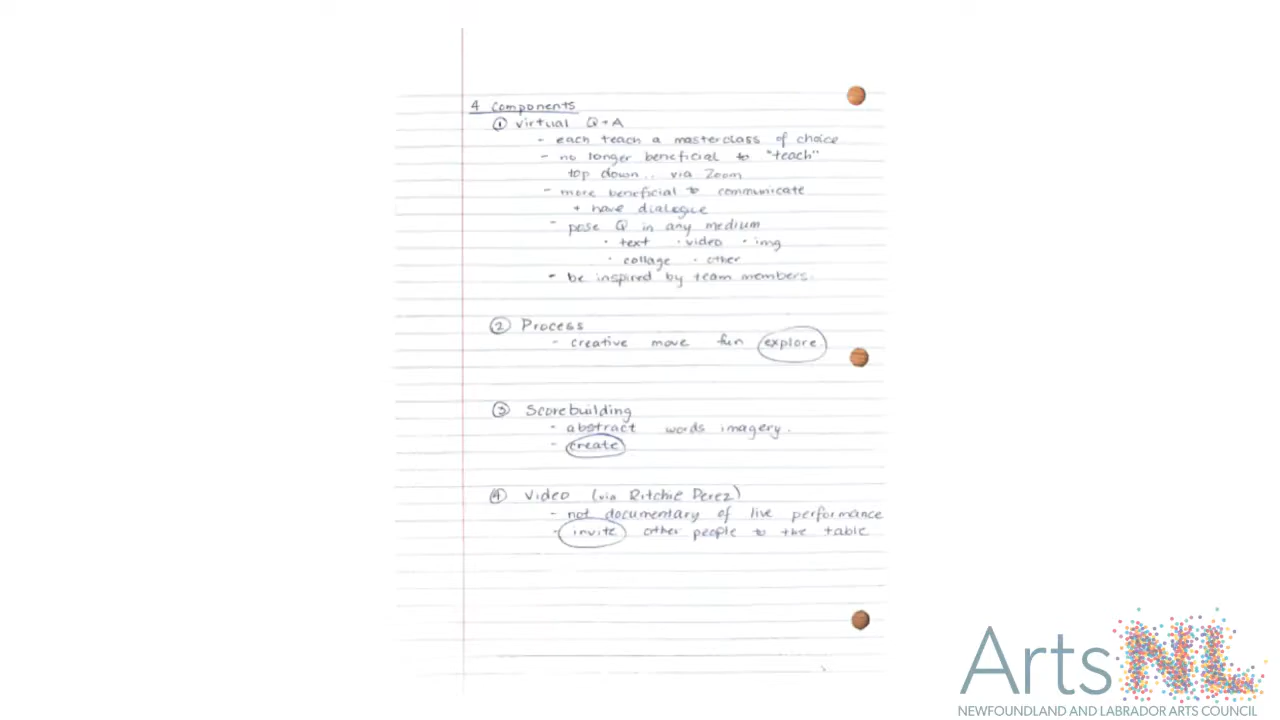 4 Components
① Virtual Q+A
- each teach a masterclass of choice
- no longer beneficial to "teach"
top down.. via Zoom
- more beneficial to communicate
+ have dialogue
- pose Q in any medium
· text · video · img
· collage · other
- be inspired by team members.
② Process
- creative move fun explore.
③ Scorebuilding
- abstract words imagery.
- create
④ Video (via Ritchie Perez)
- not documentary of live performance
- invite other people to the table
Arts NL
NEWFOUNDLAND AND LABRADOR ARTS COUNCIL